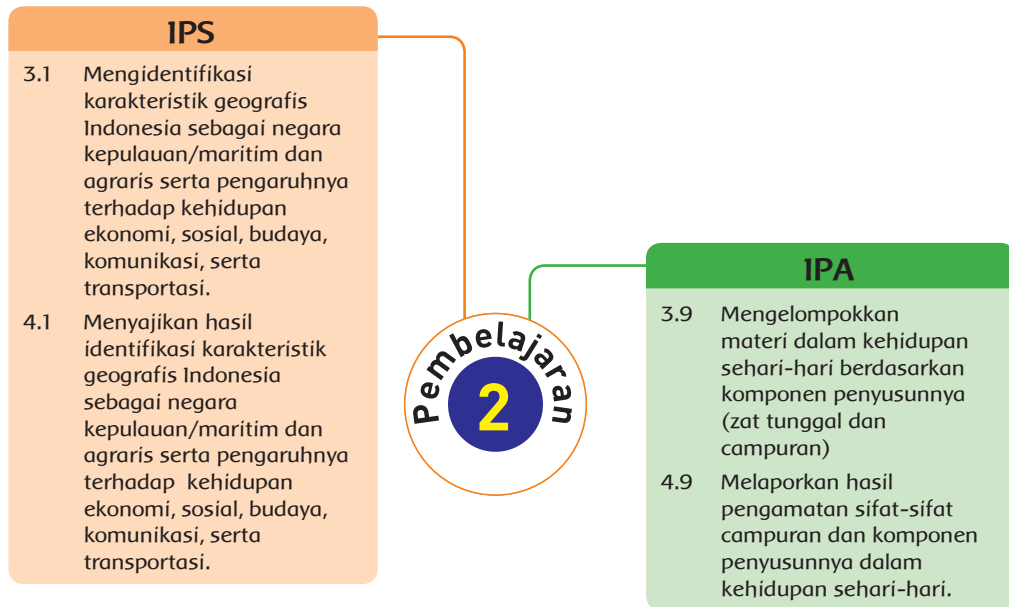 IPS
3.1 Mengidentifikasi
karakteristik geografis
Indonesia sebagai negara
kepulauan/maritim dan
agraris serta pengaruhnya
terhadap kehidupan
ekonomi, sosial, budaya,
komunikasi, serta
transportasi.
4.1 Menyajikan hasil
identifikasi karakteristik
geografis Indonesia
sebagai negara
kepulauan/maritim dan
agraris serta pengaruhnya
terhadap kehidupan
ekonomi, sosial, budaya,
komunikasi, serta
transportasi.
Pembelajaran
2
IPA
3.9 Mengelompokkan
materi dalam kehidupan
sehari-hari berdasarkan
komponen penyusunnya
(zat tunggal dan
campuran)
4.9 Melaporkan hasil
pengamatan sifat-sifat
campuran dan komponen
penyusunnya dalam
kehidupan sehari-hari.